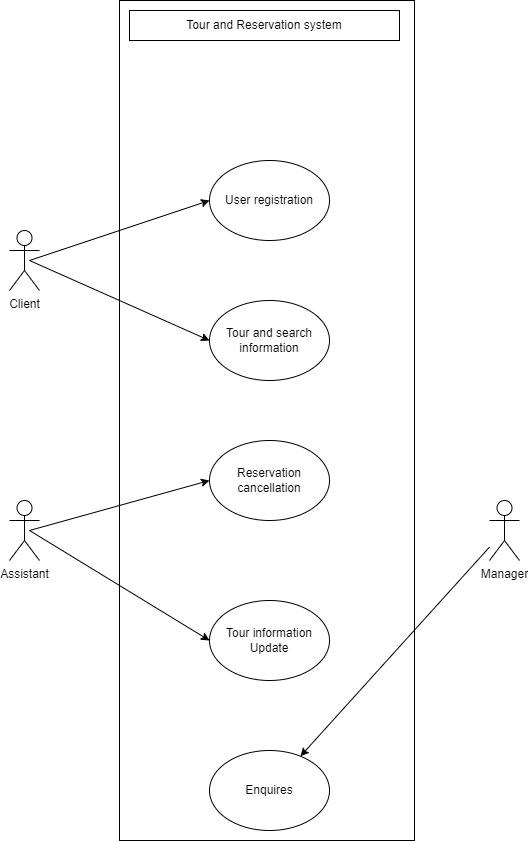 Tour and Reservation system
User registration
Client
Tour and search
information
Reservation
cancellation
Assistant
Manager
Tour information
Update
Enquires